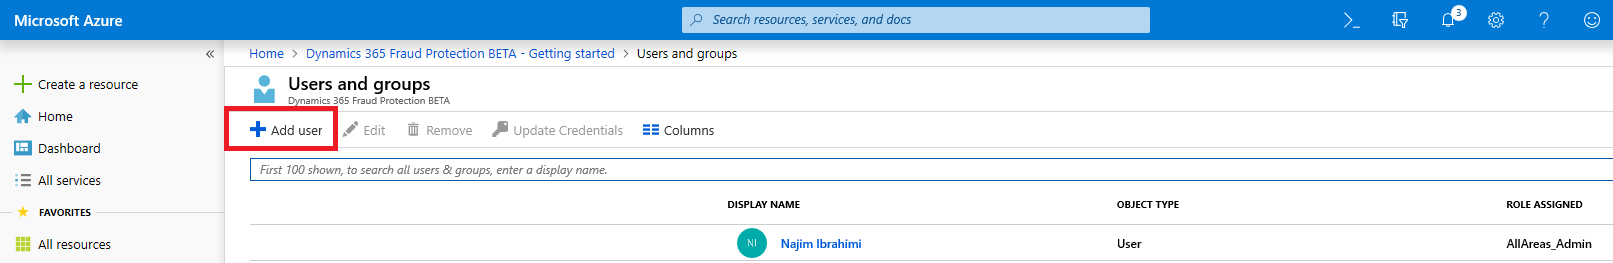 Microsoft Azure
Search resources, services, and docs
3
Home > Dynamics 365 Fraud Protection BETA - Getting started > Users and groups
Create a resource
Home
Dashboard
All services
FAVORITES
All resources
Users and groups
Dynamics 365 Fraud Protection BETA
Add user Edit Remove Update Credentials Columns
First 100 shown, to search all users & groups, enter a display name.
DISPLAY NAME OBJECT TYPE ROLE ASSIGNED
NI Najim Ibrahimi User AllAreas_Admin